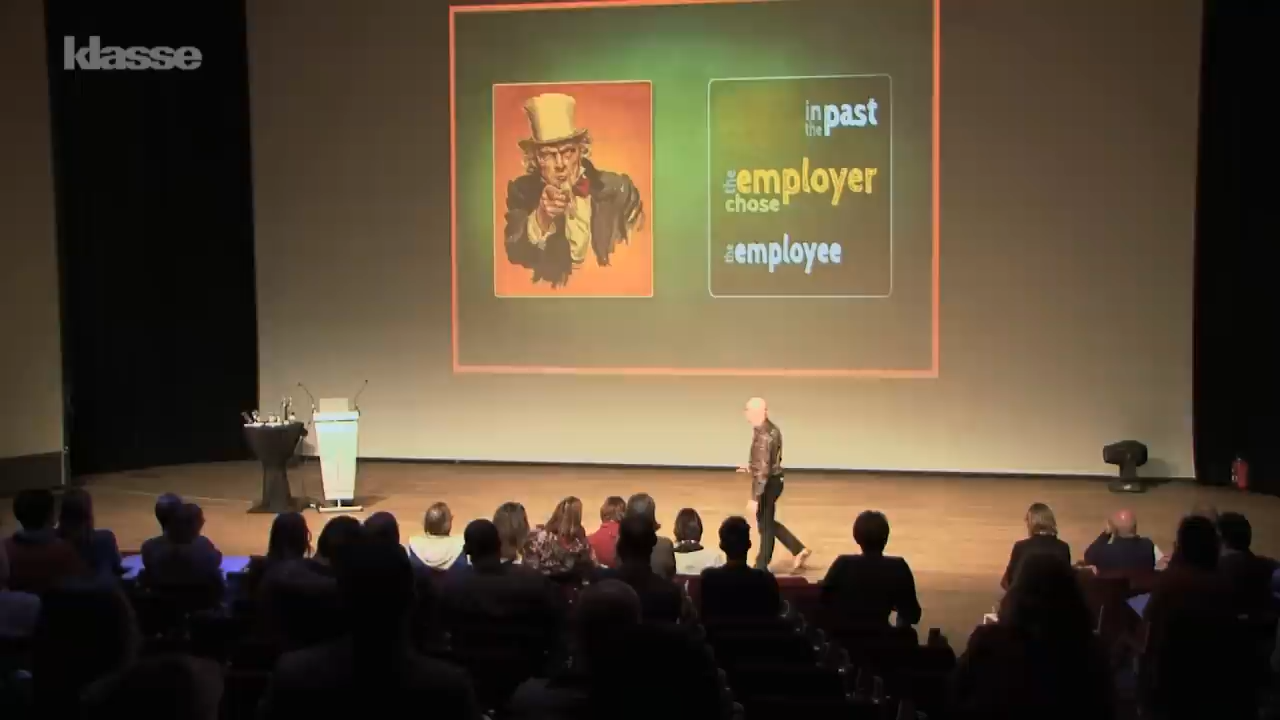 klasse
in the past
the employer
chose
the employee